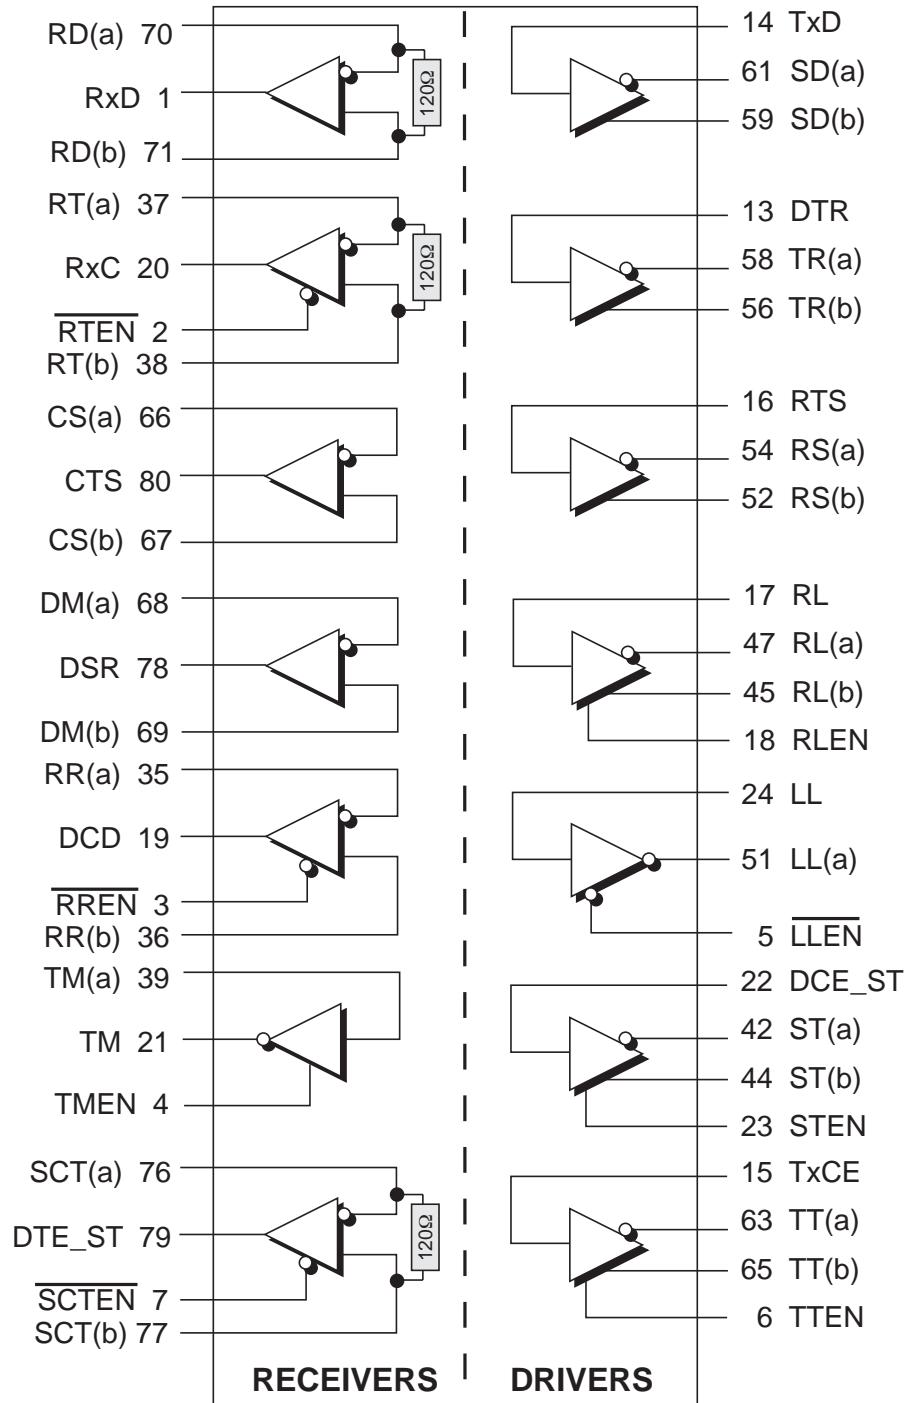 RD(a) 70
RxD 1
RD(b) 71
120Ω
RT(a) 37
RxC 20
RTEN 2
RT(b) 38
120Ω
CS(a) 66
CTS 80
CS(b) 67
DM(a) 68
DSR 78
DM(b) 69
RR(a) 35
DCD 19
RREN 3
RR(b) 36
TM(a) 39
TM 21
TMEN 4
SCT(a) 76
DTE_ST 79
SCTEN 7
SCT(b) 77
120Ω
RECEIVERS
14 TxD
61 SD(a)
59 SD(b)
13 DTR
58 TR(a)
56 TR(b)
16 RTS
54 RS(a)
52 RS(b)
17 RL
47 RL(a)
45 RL(b)
18 RLEN
24 LL
51 LL(a)
5 LLEN
22 DCE_ST
42 ST(a)
44 ST(b)
23 STEN
15 TxCE
63 TT(a)
65 TT(b)
6 TTEN
DRIVERS